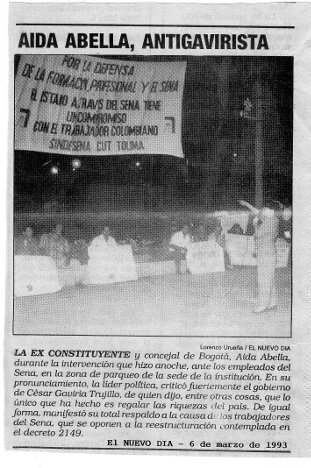 AIDA ABELLA, ANTIGAVIRISTA
POR LA DEFENSA
DE LA FORMACION PROFESIONAL Y EL SENA
EL ESTADO A TRAVS DEL SENA TIENE
UN COMPROMISO
CON EL TRABAJADOR COLOMBIANO
SINDESENA CUT TOLIMA
Lorenzo Urueña / EL NUEVO DIA
LA EX CONSTITUYENTE y concejal de Bogotá, Aida Abella,
durante la intervención que hizo anoche, ante los empleados del
Sena, en la zona de parqueo de la sede de la institución. En su
pronunciamiento, la líder política, criticó fuertemente el gobierno
de César Gaviria Trujillo, de quien dijo, entre otras cosas, que lo
único que ha hecho es regalar las riquezas del país. De igual
forma, manifestó su total respaldo a la causa de los trabajadores
del Sena, que se oponen a la reestructuración contemplada en
el decreto 2149.
El NUEVO DIA - 6 de marzo de 1993